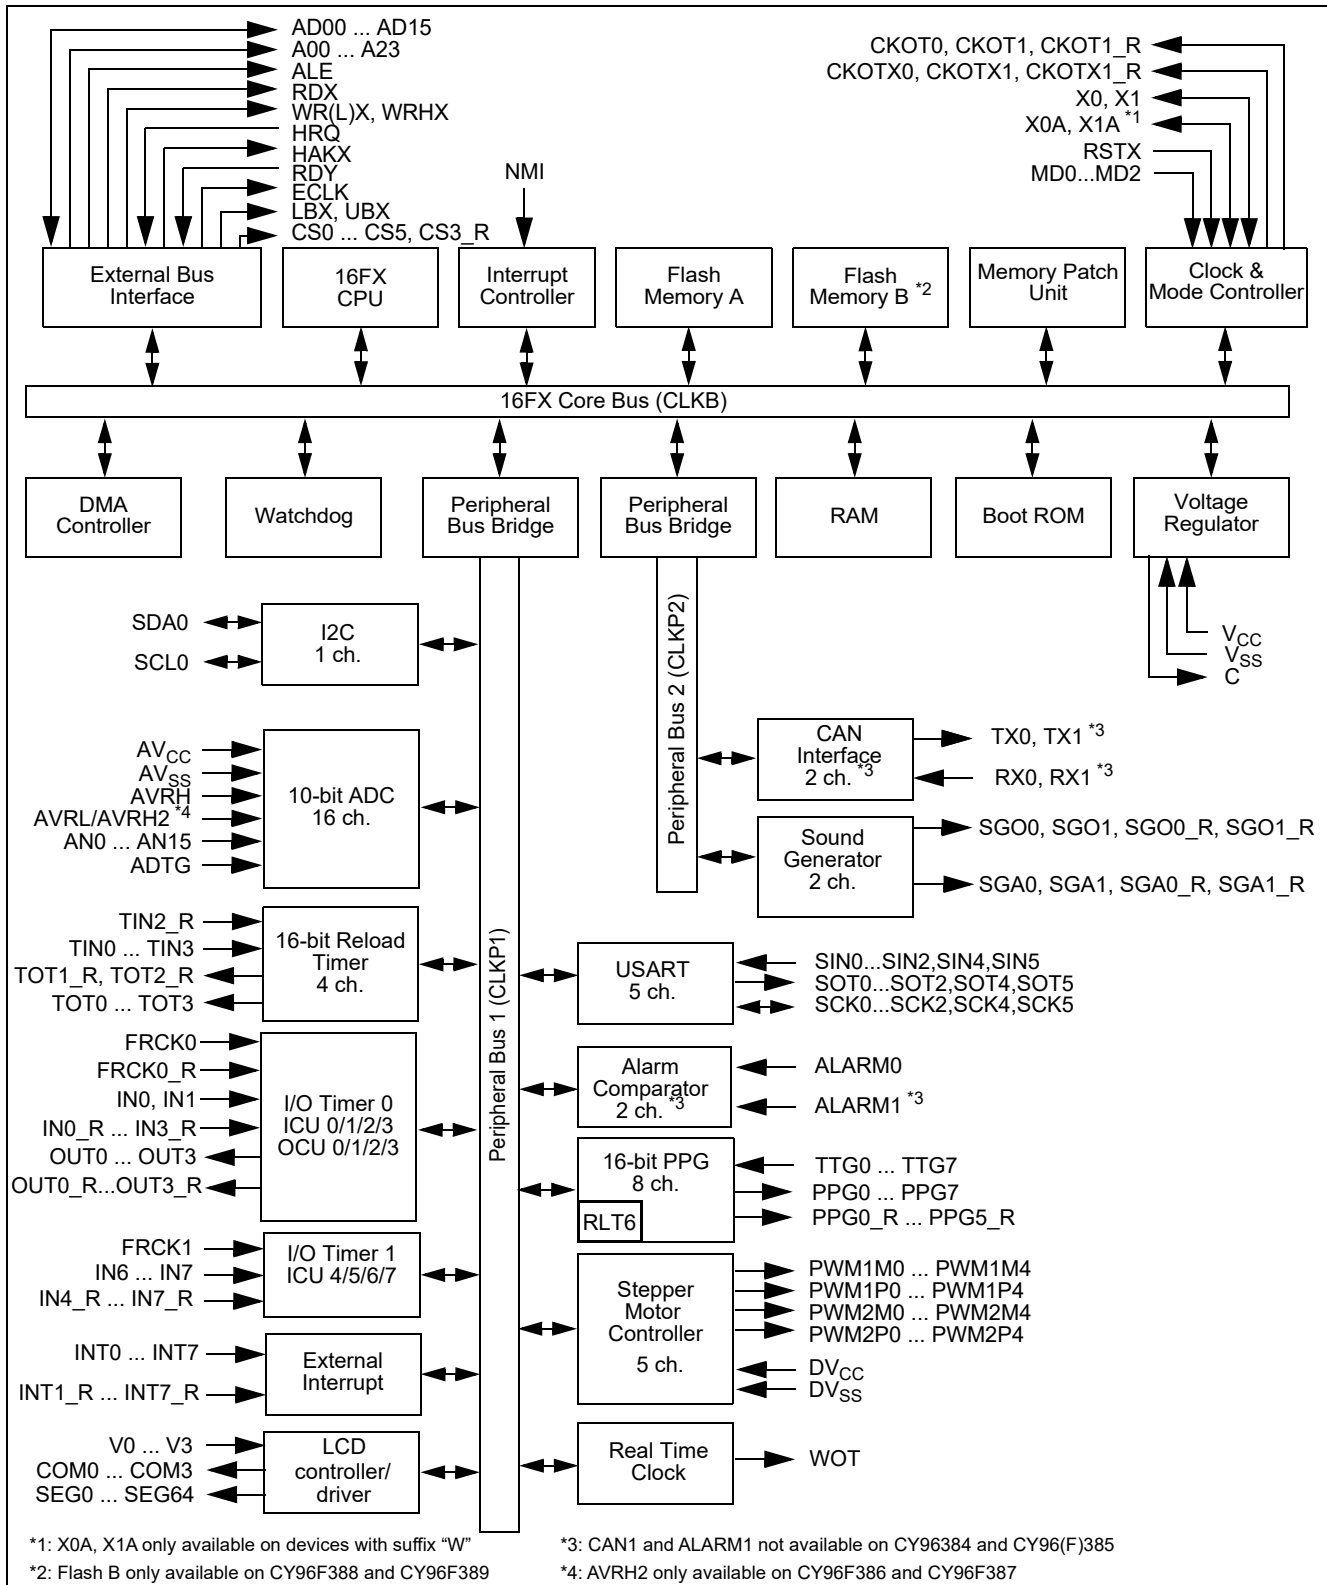 AD00 ... AD15
A00 ... A23
ALE
RDX
WR(L)X, WRHX
HRQ
HAKX
RDY
ECLK
LBX, UBX
CS0 ... CS5, CS3_R
NMI
CKOT0, CKOT1, CKOT1_R
CKOTX0, CKOTX1, CKOTX1_R
X0, X1
X0A, X1A *1
RSTX
MD0...MD2
External Bus
Interface
16FX
CPU
Interrupt
Controller
Flash
Memory A
Flash
Memory B *2
Memory Patch
Unit
Clock &
Mode Controller
16FX Core Bus (CLKB)
DMA
Controller
Watchdog
Peripheral
Bus Bridge
Peripheral
Bus Bridge
RAM
Boot ROM
Voltage
Regulator
VCC
VSS
C
Peripheral Bus 1 (CLKP1)
Peripheral Bus 2 (CLKP2)
SDA0
SCL0
I2C
1 ch.
AVCC
AVSS
AVRH
AVRL/AVRH2 *4
AN0 ... AN15
ADTG
10-bit ADC
16 ch.
TIN2_R
TIN0 ... TIN3
TOT1_R, TOT2_R
TOT0 ... TOT3
16-bit Reload
Timer
4 ch.
FRCK0
FRCK0_R
IN0, IN1
IN0_R ... IN3_R
OUT0 ... OUT3
OUT0_R...OUT3_R
I/O Timer 0
ICU 0/1/2/3
OCU 0/1/2/3
FRCK1
IN6 ... IN7
IN4_R ... IN7_R
I/O Timer 1
ICU 4/5/6/7
INT0 ... INT7
INT1_R ... INT7_R
External
Interrupt
V0 ... V3
COM0 ... COM3
SEG0 ... SEG64
LCD
controller/
driver
CAN
Interface
2 ch. *3
TX0, TX1 *3
RX0, RX1 *3
Sound
Generator
2 ch.
SGO0, SGO1, SGO0_R, SGO1_R
SGA0, SGA1, SGA0_R, SGA1_R
USART
5 ch.
SIN0...SIN2,SIN4,SIN5
SOT0...SOT2,SOT4,SOT5
SCK0...SCK2,SCK4,SCK5
Alarm
Comparator
2 ch. *3
ALARM0
ALARM1 *3
16-bit PPG
8 ch.
RLT6
TTG0 ... TTG7
PPG0 ... PPG7
PPG0_R ... PPG5_R
Stepper
Motor
Controller
5 ch.
PWM1M0 ... PWM1M4
PWM1P0 ... PWM1P4
PWM2M0 ... PWM2M4
PWM2P0 ... PWM2P4
DVCC
DVSS
Real Time
Clock
WOT
*1: X0A, X1A only available on devices with suffix “W”
*2: Flash B only available on CY96F388 and CY96F389
*3: CAN1 and ALARM1 not available on CY96384 and CY96(F)385
*4: AVRH2 only available on CY96F386 and CY96F387